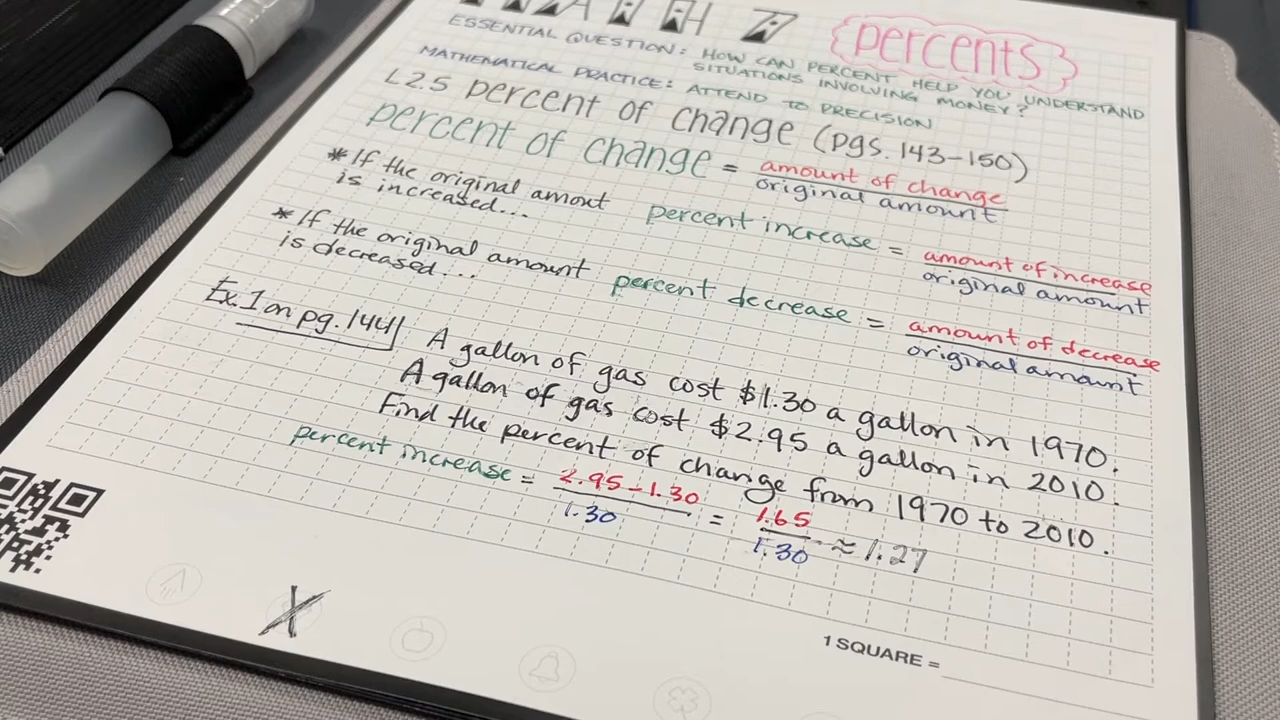 MATH 7
percents
ESSENTIAL QUESTION: HOW CAN PERCENT HELP YOU UNDERSTAND
SITUATIONS INVOLVING MONEY?
MATHEMATICAL PRACTICE: ATTEND TO PRECISION
L2.5 percent of change (pgs. 143-150)
percent of change = amount of change
original amount
*If the original amout
is increased...
percent increase = amount of increase
original amount
*If the original amount
is decreased...
percent decrease = amount of decrease
original amount
Ex.1 on pg. 144
A gallon of gas cost $1.30 a gallon in 1970.
A gallon of gas cost $2.95 a gallon in 2010.
Find the percent of change from 1970 to 2010.
percent increase = 2.95-1.30
1.30
= 1.65
1.30
≈ 1.27
1 SQUARE =